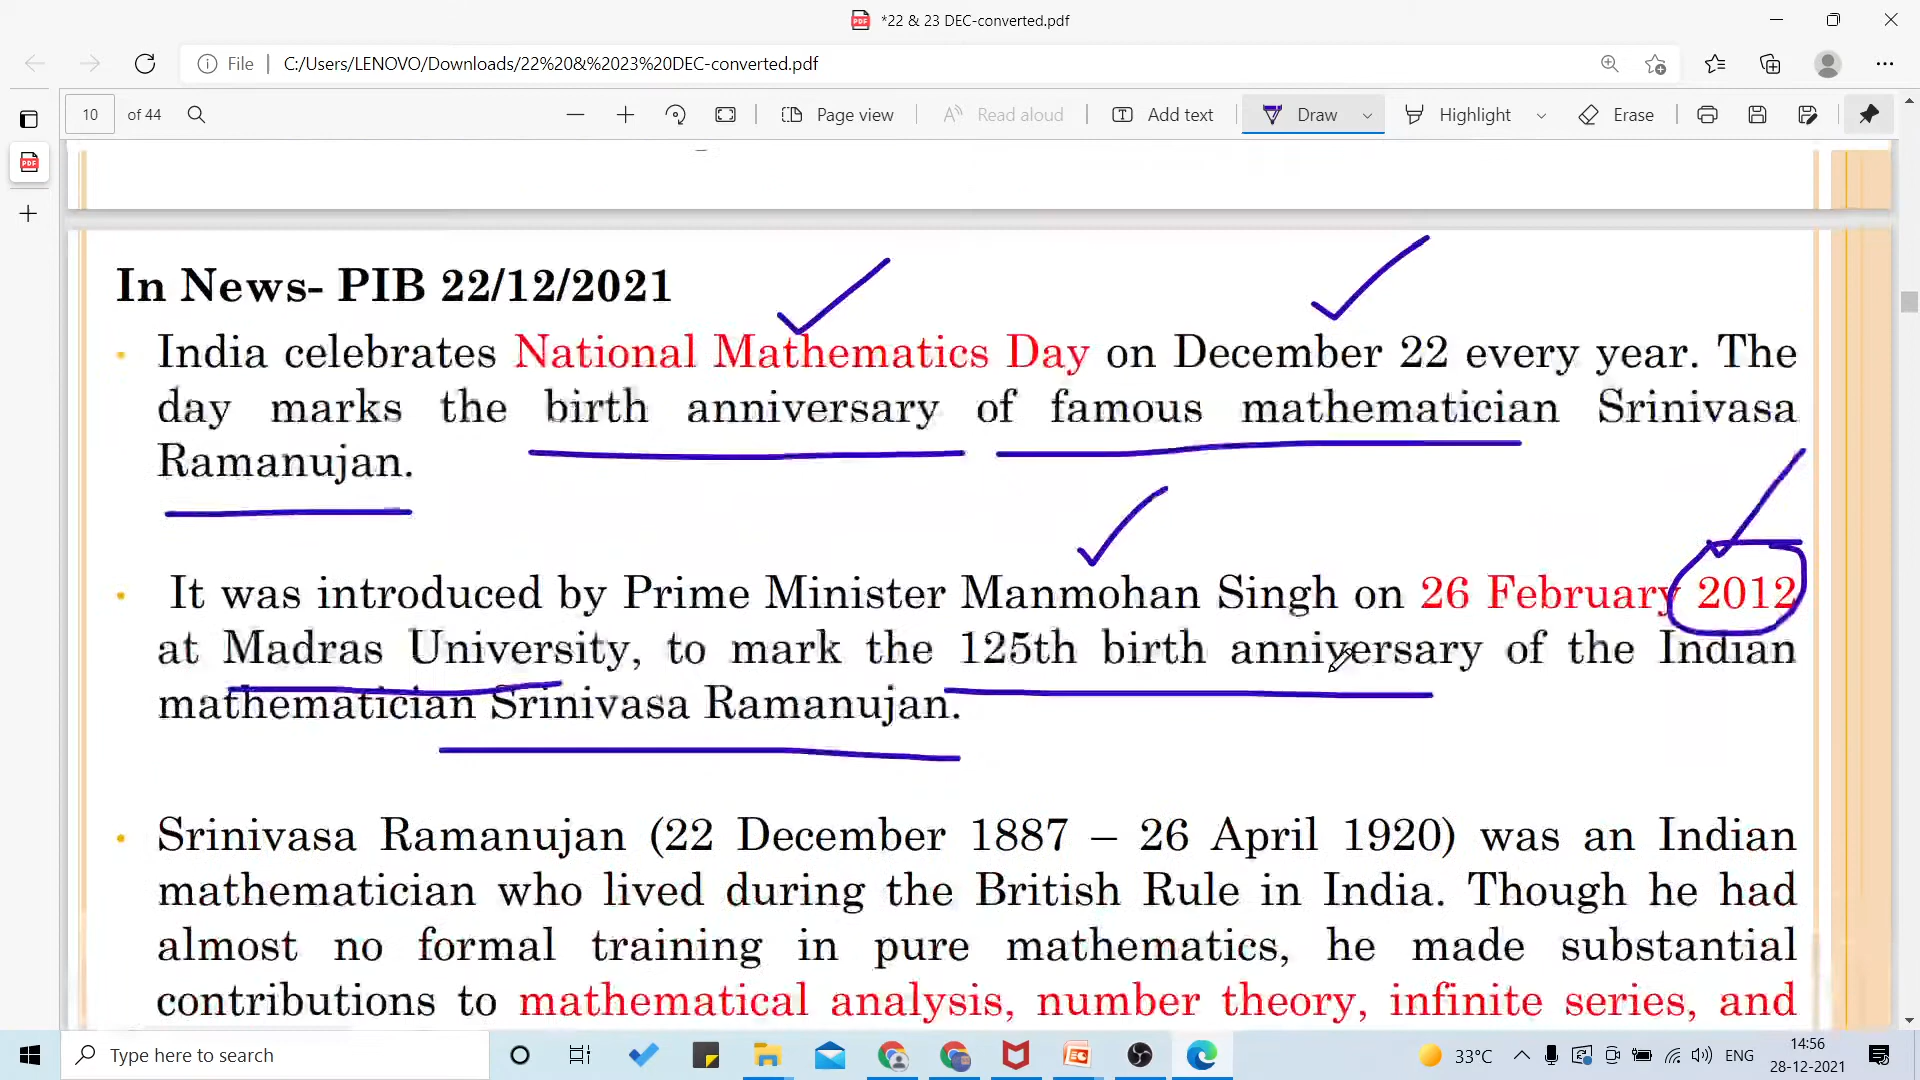 *22 & 23 DEC-converted.pdf
File
C:/Users/LENOVO/Downloads/22%20&%2023%20DEC-converted.pdf
10 of 44
Page view
Read aloud
Add text
Draw
Highlight
Erase
In News- PIB 22/12/2021
• India celebrates National Mathematics Day on December 22 every year. The
day marks the birth anniversary of famous mathematician Srinivasa
Ramanujan.
• It was introduced by Prime Minister Manmohan Singh on 26 February 2012
at Madras University, to mark the 125th birth anniversary of the Indian
mathematician Srinivasa Ramanujan.
• Srinivasa Ramanujan (22 December 1887 – 26 April 1920) was an Indian
mathematician who lived during the British Rule in India. Though he had
almost no formal training in pure mathematics, he made substantial
contributions to mathematical analysis, number theory, infinite series, and
Type here to search
33°C
ENG
14:56
28-12-2021